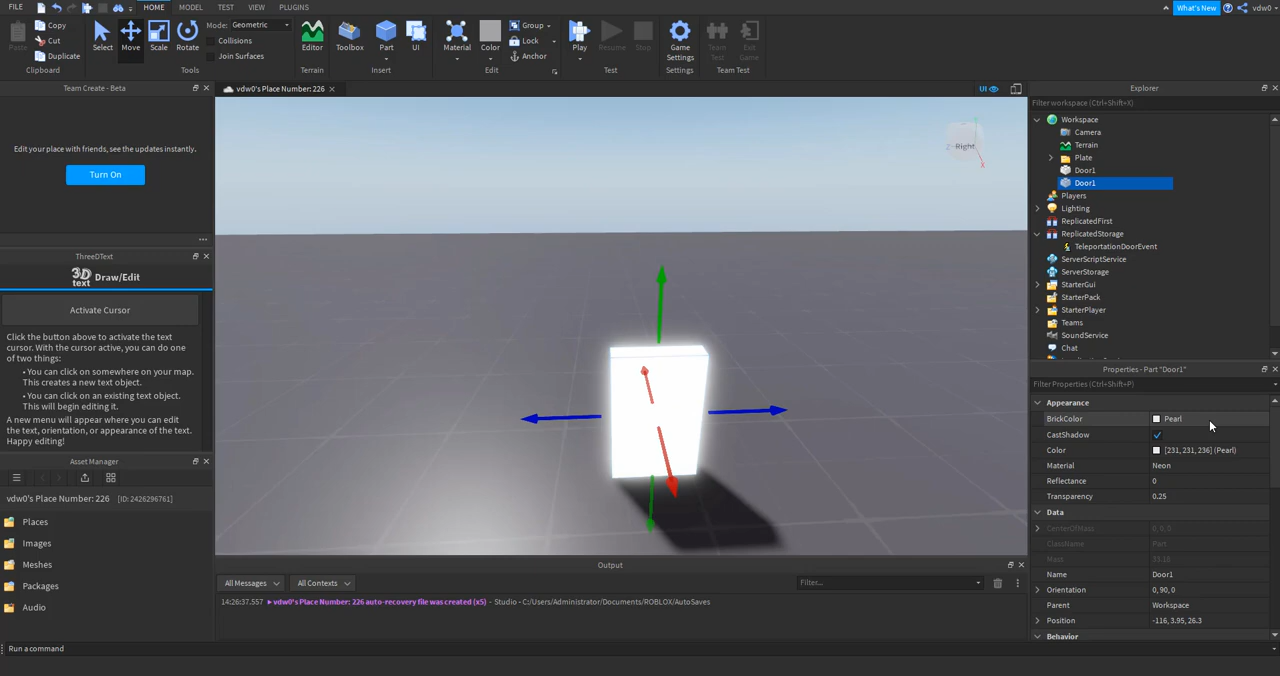 FILE HOME MODEL TEST VIEW PLUGINS What's New vdw0
Paste Copy Cut Duplicate Clipboard
Select Move Scale Rotate Mode: Geometric Collisions Join Surfaces Tools
Editor Terrain
Toolbox Part UI Insert
Material Color Group Lock Anchor Edit
Play Resume Stop Test
Game Settings Settings
Team Test Exit Game Team Test
Team Create - Beta
Edit your place with friends, see the updates instantly.
Turn On
ThreeDText
3D text Draw/Edit
Activate Cursor
Click the button above to activate the text
cursor. With the cursor active, you can do one
of two things:
• You can click on somewhere on your map.
This creates a new text object.
• You can click on an existing text object.
This will begin editing it.
A new menu will appear where you can edit
the text, orientation, or appearance of the text.
Happy editing!
Asset Manager
vdw0's Place Number: 226 [ID: 2426296761]
Places
Images
Meshes
Packages
Audio
vdw0's Place Number: 226 UI
Right
Z
X
Output
All Messages All Contexts Filter...
14:26:37.557 vdw0's Place Number: 226 auto-recovery file was created (x5) - Studio - C:/Users/Administrator/Documents/ROBLOX/AutoSaves
Explorer
Filter workspace (Ctrl+Shift+X)
Workspace
Camera
Terrain
Plate
Door1
Door1
Players
Lighting
ReplicatedFirst
ReplicatedStorage
TeleportationDoorEvent
ServerScriptService
ServerStorage
StarterGui
StarterPack
StarterPlayer
Teams
SoundService
Chat
Properties - Part "Door1"
Filter Properties (Ctrl+Shift+P)
Appearance
BrickColor Pearl
CastShadow
Color [231, 231, 236] (Pearl)
Material Neon
Reflectance 0
Transparency 0.25
Data
CenterOfMass 0, 0, 0
ClassName Part
Mass
Name Door1
Orientation 0, 90, 0
Parent Workspace
Position -116, 3.95, 26.3
Behavior
Run a command